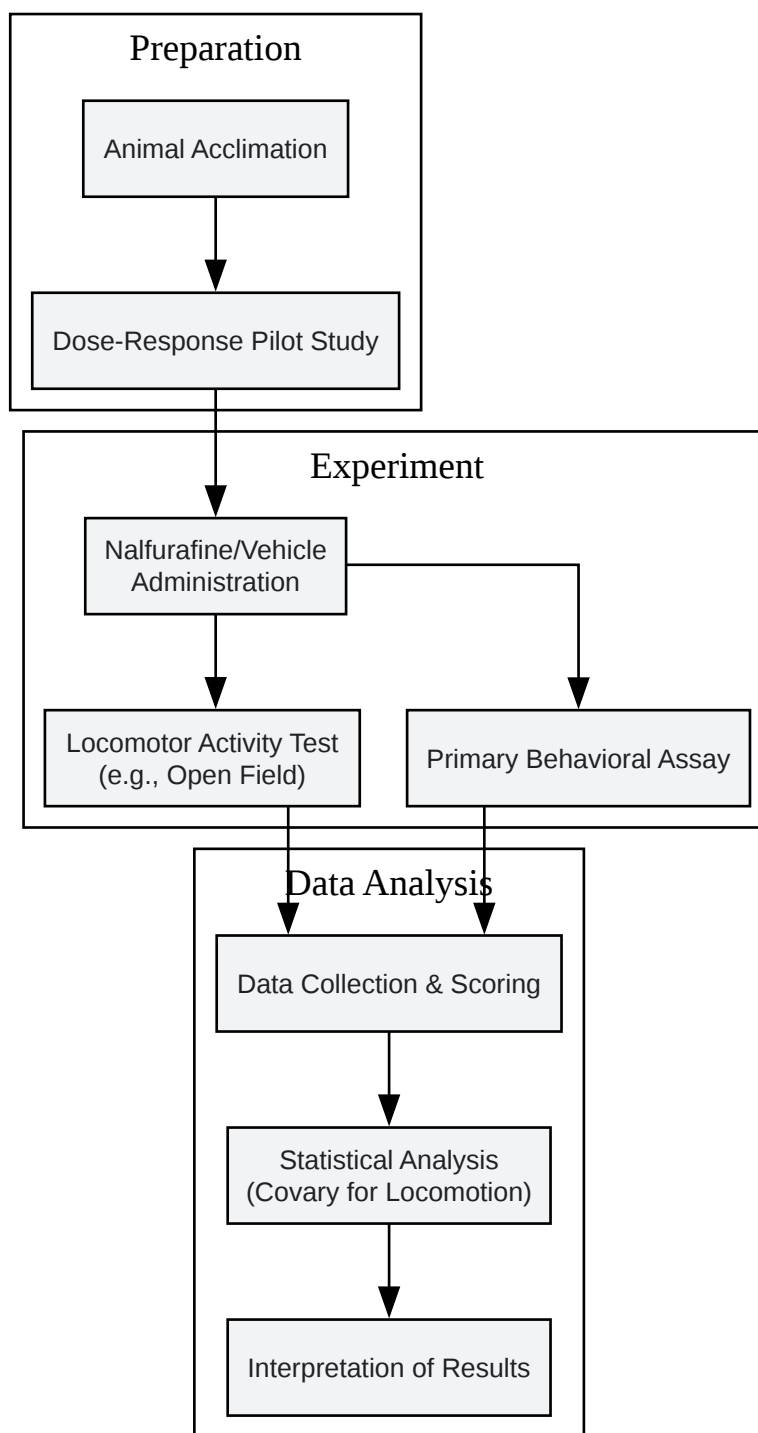 Preparation
Animal Acclimation
Dose-Response Pilot Study
Experiment
Nalfurafine/Vehicle
Administration
Locomotor Activity Test
(e.g., Open Field)
Primary Behavioral Assay
Data Analysis
Data Collection & Scoring
Statistical Analysis
(Covary for Locomotion)
Interpretation of Results